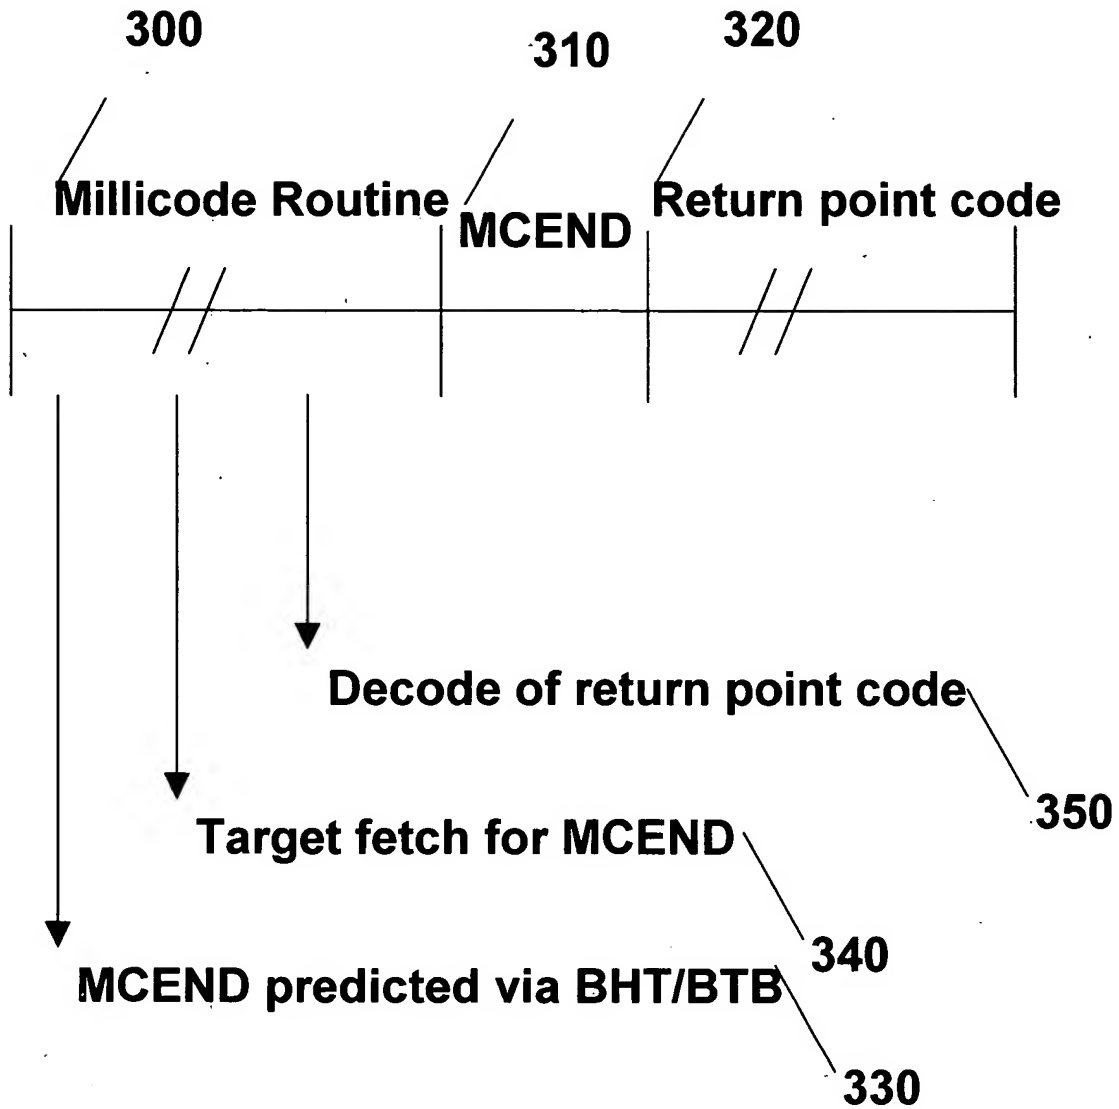 300
310
320
Millicode Routine
MCEND
Return point code
Decode of return point code
350
Target fetch for MCEND
340
MCEND predicted via BHT/BTB
330